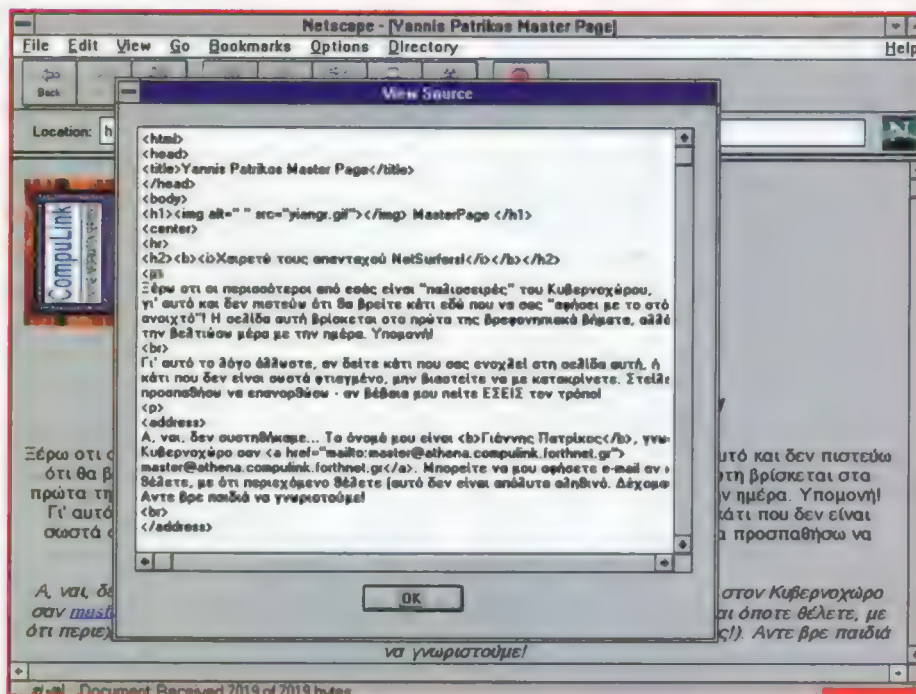 Netscape - [Yannis Patrikos Master Page]
File Edit View Go Bookmarks Options Directory Help
Back
View Source
Location: h
CompuLink
<html>
<head>
<title>Yannis Patrikos Master Page</title>
</head>
<body>
<h1><img alt=" " src="yiangr.gif"></img> MasterPage </h1>
<center>
<hr>
<h2><b><i>Χαιρετώ τους απανταχού NetSurfers!</i></b></h2>
<p>
Ξέρω οτι οι περισσότεροι από εσάς είναι "παλιοσειρές" του Κυβερνοχώρου,
γι' αυτό και δεν πιστεύω ότι θα βρείτε κάτι εδώ που να σας "αφήσει με το στό
ανοιχτό"! Η σελίδα αυτή βρίσκεται στα πρώτα της βρεφονηπιακά βήματα, αλλά
την βελτιώσω μέρα με την ημέρα. Υπομονή!
<br>
Γι' αυτό το λόγο άλλωστε, αν δείτε κάτι που σας ενοχλεί στη σελίδα αυτή, ή
κάτι που δεν είναι σωστά φτιαγμένο, μην βιαστείτε να με κατακρίνετε. Στείλε
προσπαθήσω να επανορθώσω - αν βέβαια μου πείτε ΕΣΕΙΣ τον τρόπο!
<p>
<address>
Α, ναι, δεν συστηθήκαμε... Το όνομά μου είναι <b>Γιάννης Πατρίκος</b>, γνω
Κυβερνοχώρο σαν <a href="mailto:master@athena.compulink.forthnet.gr">
master@athena.compulink.forthnet.gr</a>. Μπορείτε να μου αφήσετε e-mail αν
θέλετε, με ότι περιεχόμενο θέλετε (αυτό δεν είναι απόλυτα αληθινό. Δέχομαι
Αντε βρε παιδιά να γνωριστούμε!
<br>
</address>
OK
Ξέρω οτι ο υτό και δεν πιστεύω
ότι θα β τη βρίσκεται στα
πρώτα τη ν ημέρα. Υπομονή!
Γι' αυτό κάτι που δεν είναι
σωστά α προσπαθήσω να
Α, ναι, δε στον Κυβερνοχώρο
σαν mast αι όποτε θέλετε, με
ότι περιεχ ς!). Αντε βρε παιδιά
να γνωριστούμε!
Document Received 2019 of 2019 bytes